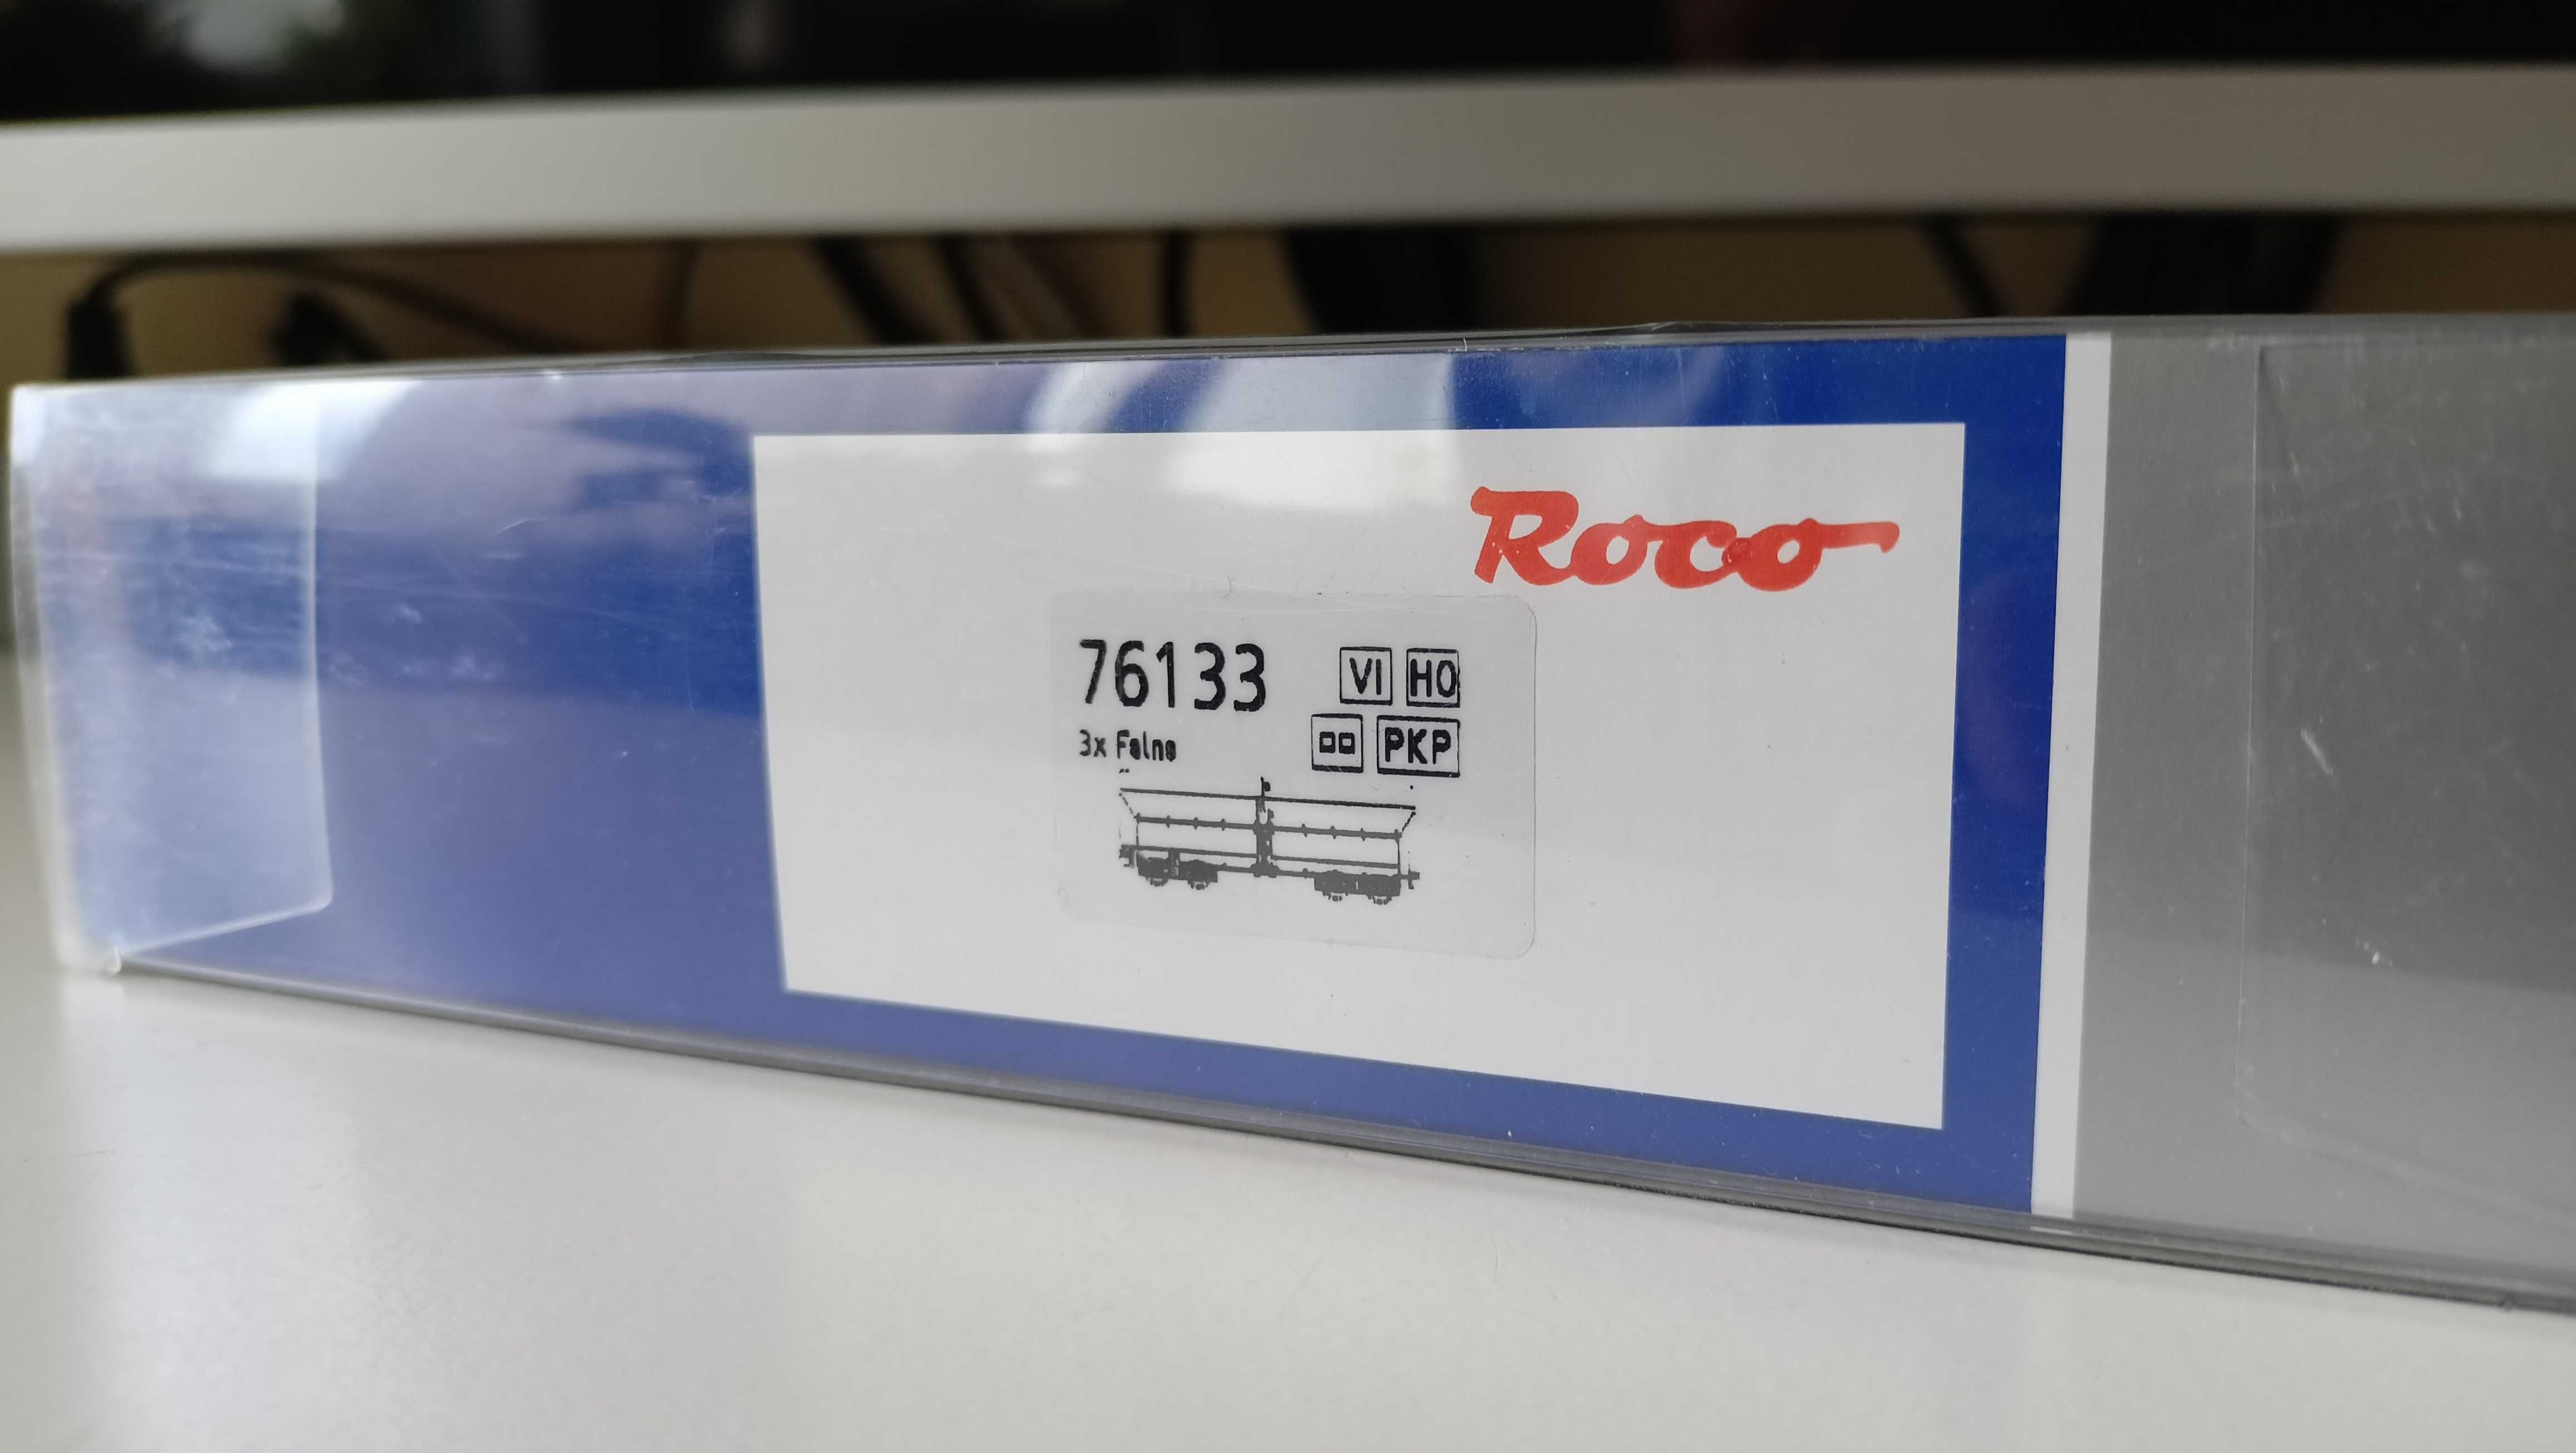 Roco
76133 VI H0
3x Falns PKP